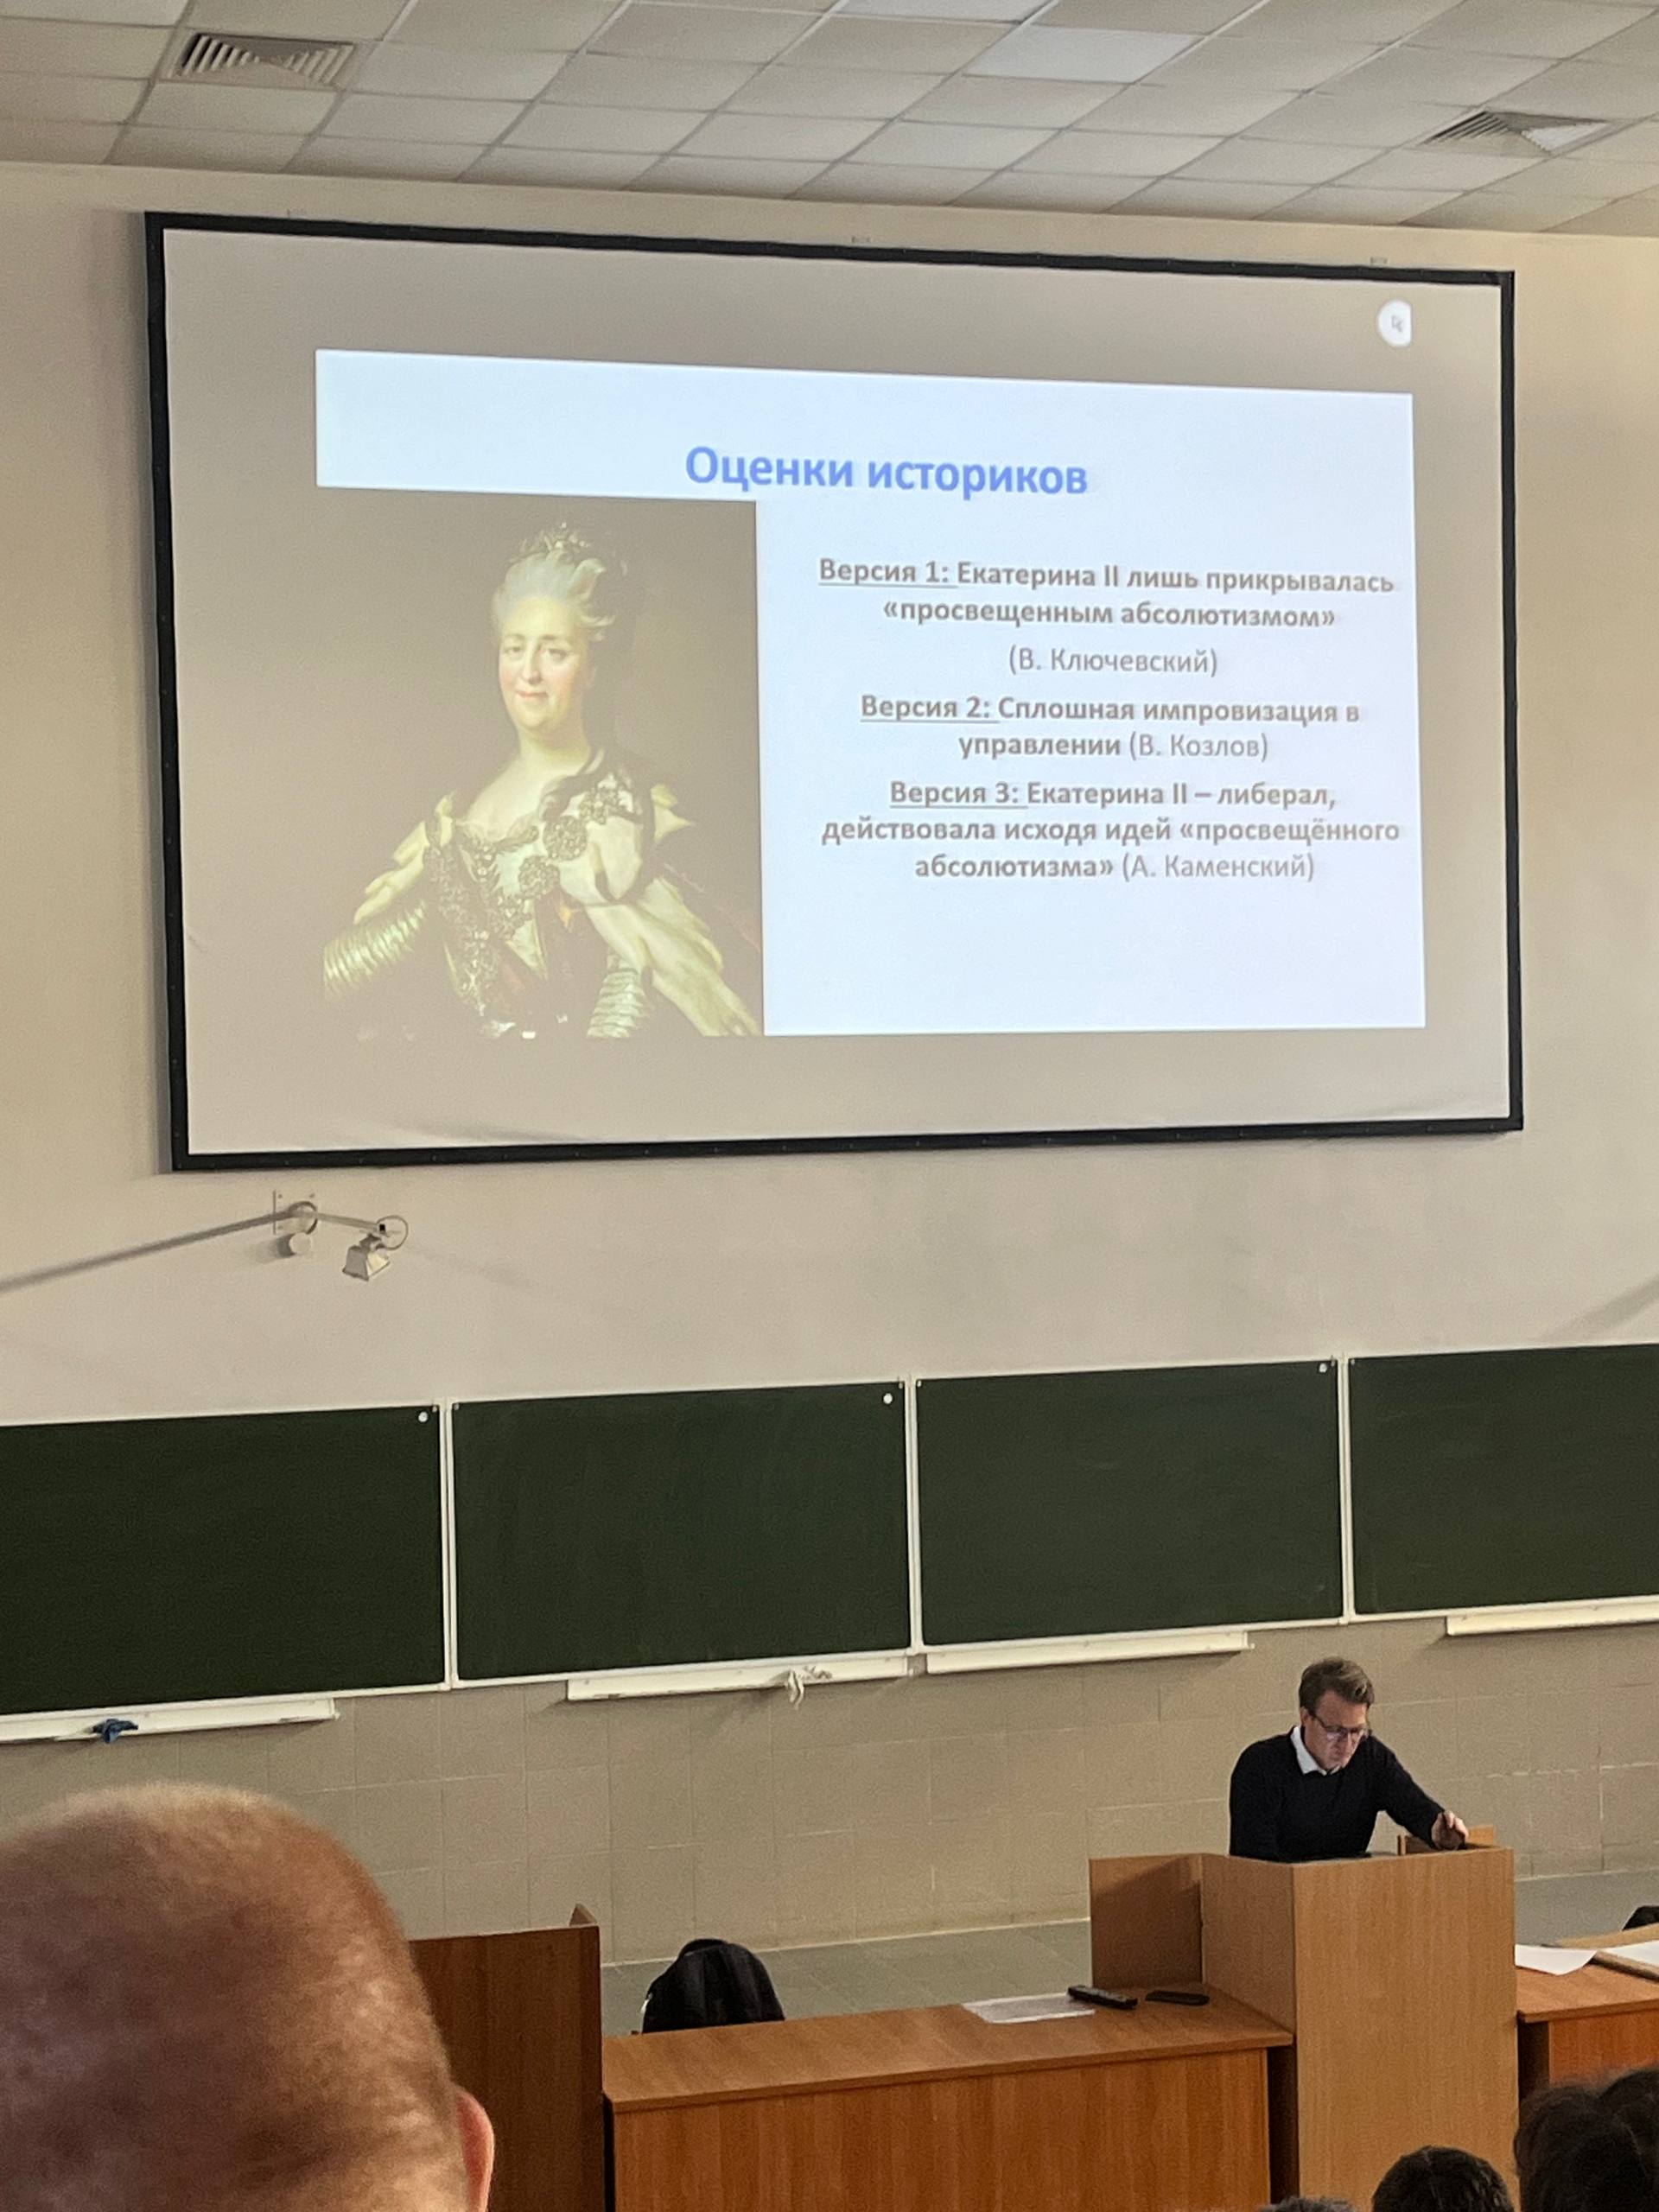 Оценки историков
Версия 1: Екатерина II лишь прикрывалась
«просвещенным абсолютизмом»
(В. Ключевский)
Версия 2: Сплошная импровизация в
управлении (В. Козлов)
Версия 3: Екатерина II – либерал,
действовала исходя идей «просвещённого
абсолютизма» (А. Каменский)